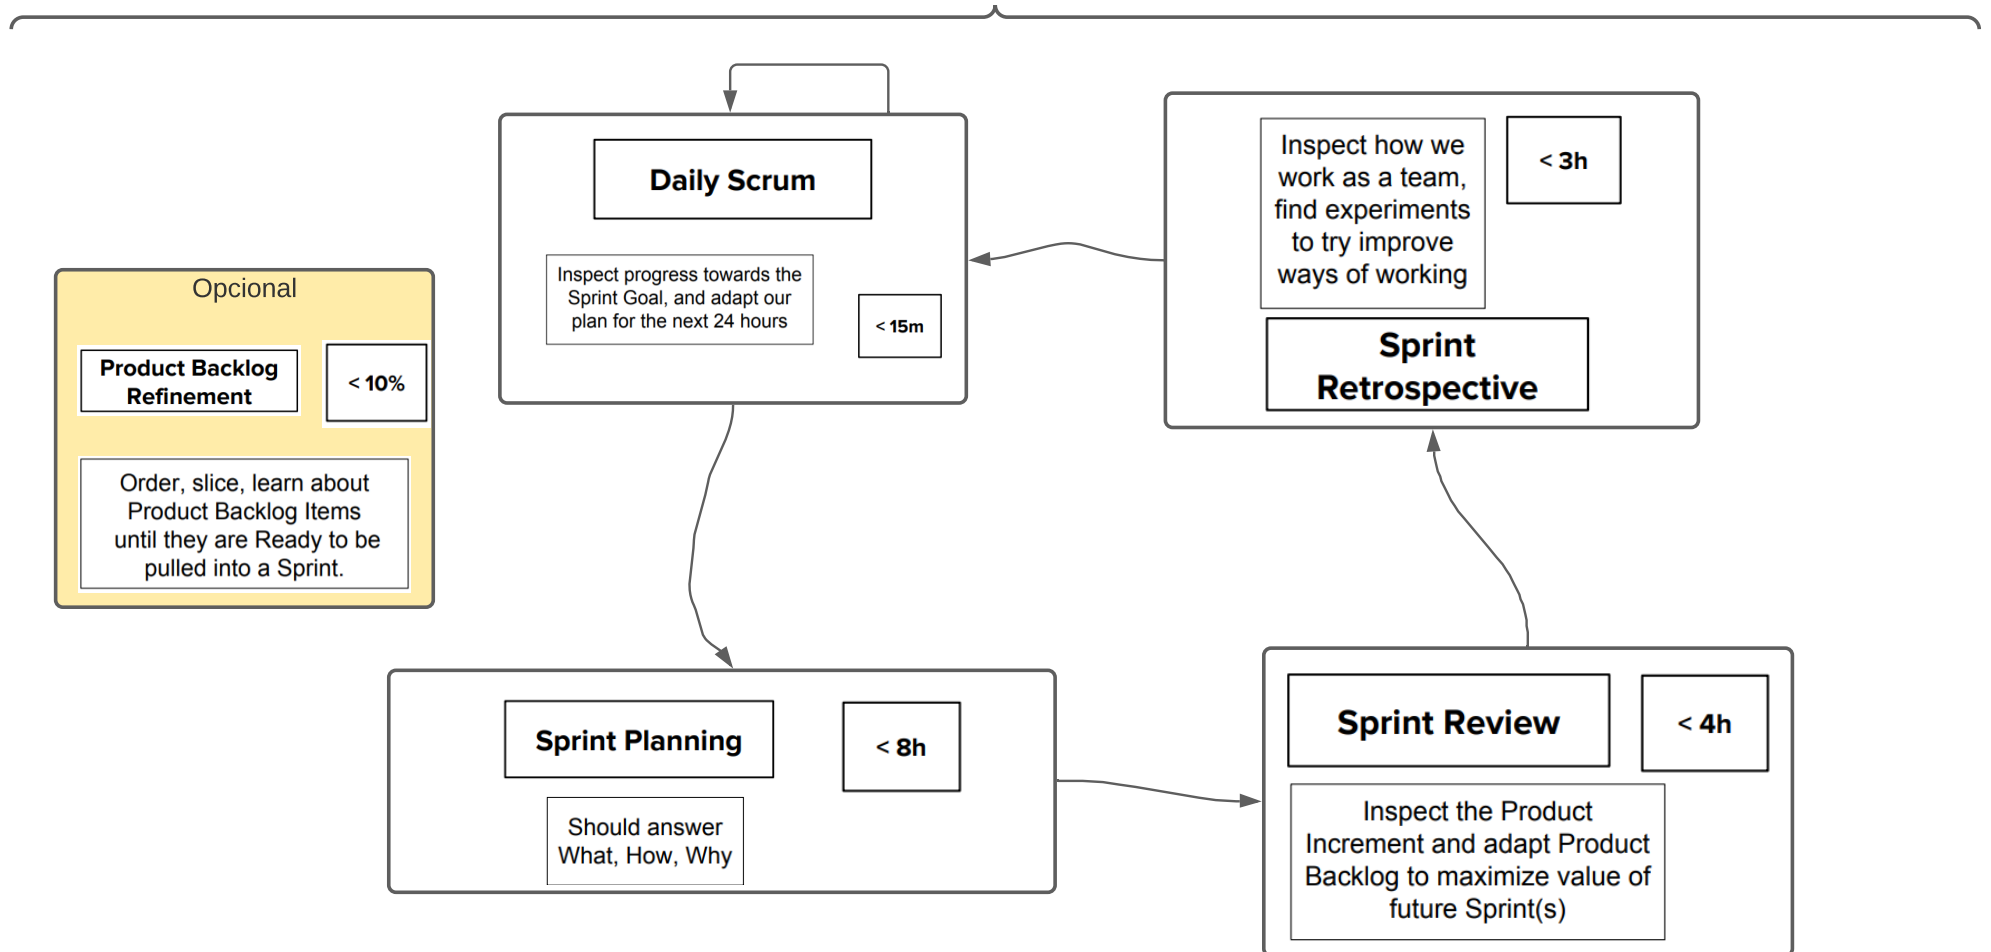 Daily Scrum
Inspect progress towards the
Sprint Goal, and adapt our
plan for the next 24 hours
< 15m
Inspect how we
work as a team,
find experiments
to try improve
ways of working
< 3h
Sprint
Retrospective
Opcional
Product Backlog
Refinement
< 10%
Order, slice, learn about
Product Backlog Items
until they are Ready to be
pulled into a Sprint.
Sprint Planning
< 8h
Should answer
What, How, Why
Sprint Review
< 4h
Inspect the Product
Increment and adapt Product
Backlog to maximize value of
future Sprint(s)